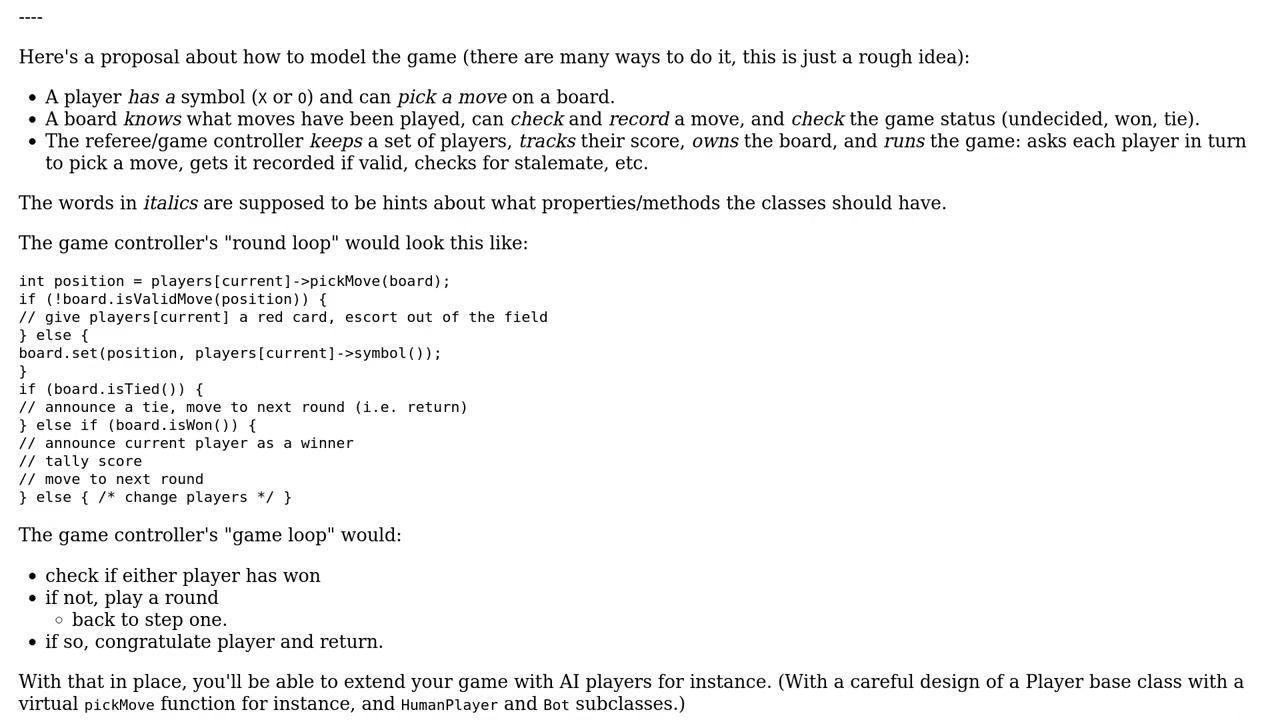 ----
Here's a proposal about how to model the game (there are many ways to do it, this is just a rough idea):
• A player has a symbol (X or O) and can pick a move on a board.
• A board knows what moves have been played, can check and record a move, and check the game status (undecided, won, tie).
• The referee/game controller keeps a set of players, tracks their score, owns the board, and runs the game: asks each player in turn
to pick a move, gets it recorded if valid, checks for stalemate, etc.
The words in italics are supposed to be hints about what properties/methods the classes should have.
The game controller's "round loop" would look this like:
int position = players[current]->pickMove(board);
if (!board.isValidMove(position)) {
// give players[current] a red card, escort out of the field
} else {
board.set(position, players[current]->symbol());
}
if (board.isTied()) {
// announce a tie, move to next round (i.e. return)
} else if (board.isWon()) {
// announce current player as a winner
// tally score
// move to next round
} else { /* change players */ }
The game controller's "game loop" would:
• check if either player has won
• if not, play a round
◦ back to step one.
• if so, congratulate player and return.
With that in place, you'll be able to extend your game with AI players for instance. (With a careful design of a Player base class with a
virtual pickMove function for instance, and HumanPlayer and Bot subclasses.)